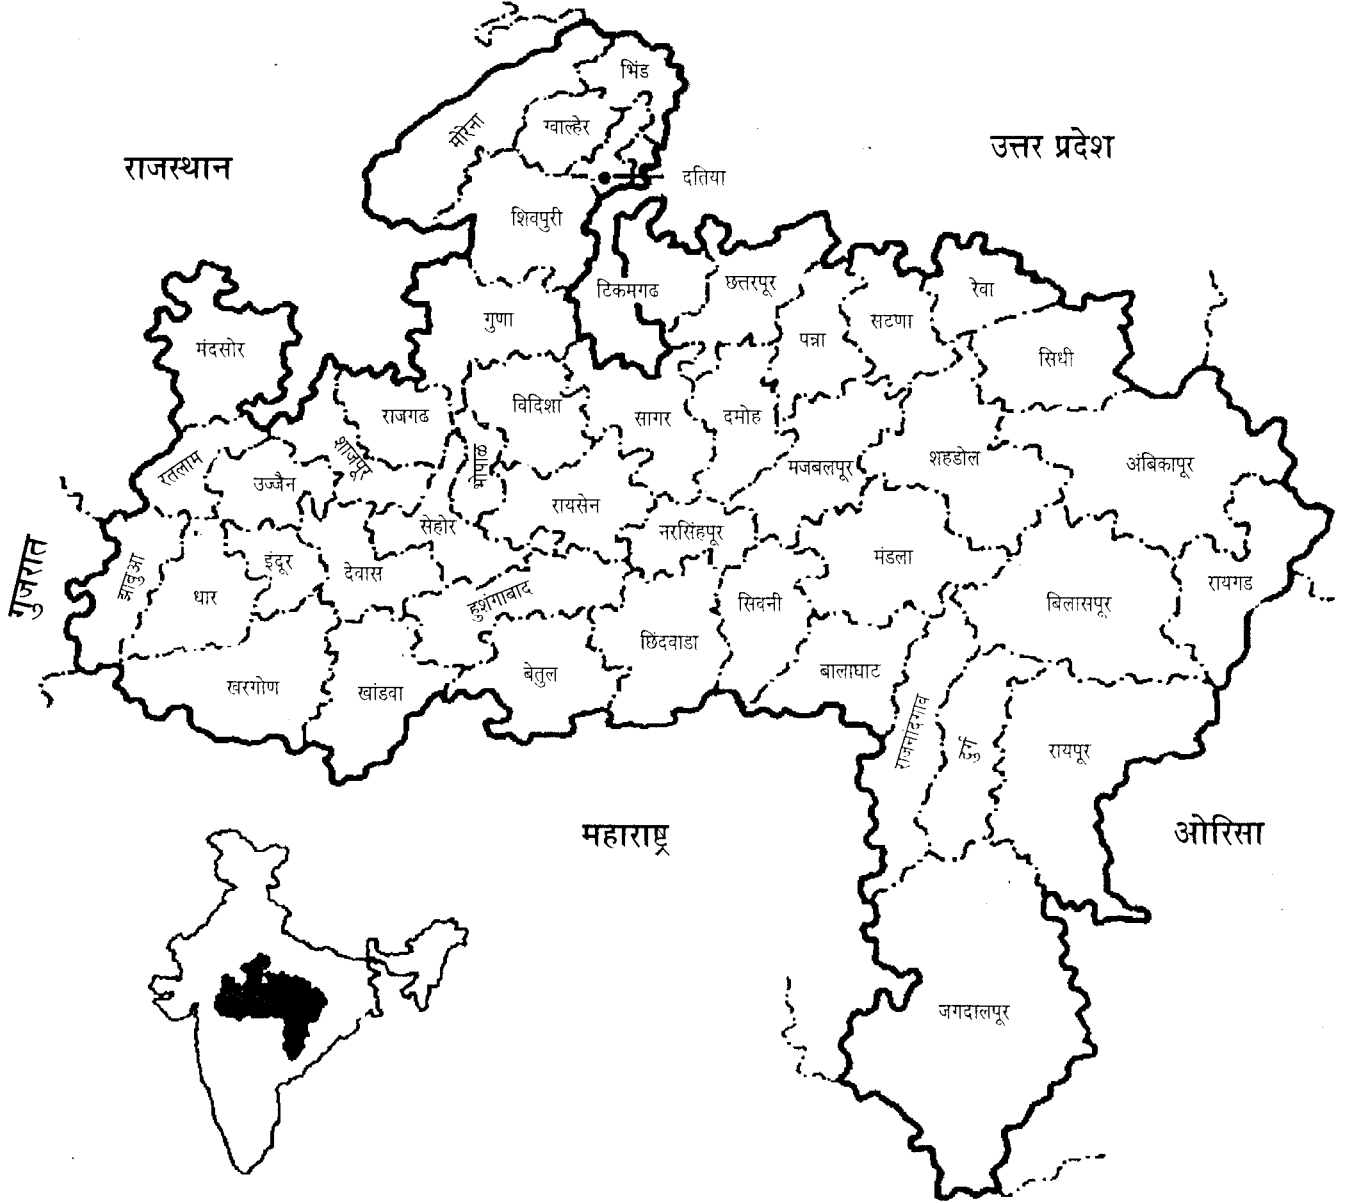 भिंड
मोरेना
ग्वाल्हेर
उत्तर प्रदेश
राजस्थान
दतिया
शिवपुरी
टिकमगढ
छत्तरपूर
रेवा
गुणा
सटणा
पन्ना
मंदसोर
सिधी
राजगढ
विदिशा
सागर
दमोह
शाजपूर
रतलाम
उज्जैन
भोपाळ
मजबलपूर
शहडोल
अंबिकापूर
रायसेन
सेहोर
नरसिंहपूर
गुजरात
झाबुआ
इंदूर
देवास
मंडला
रायगड
धार
हुशंगाबाद
सिवनी
बिलासपूर
छिंदवाडा
खरगोण
खांडवा
बेतुल
बालाघाट
राजनांदगाव
दुर्ग
रायपूर
महाराष्ट्र
ओरिसा
जगदालपूर